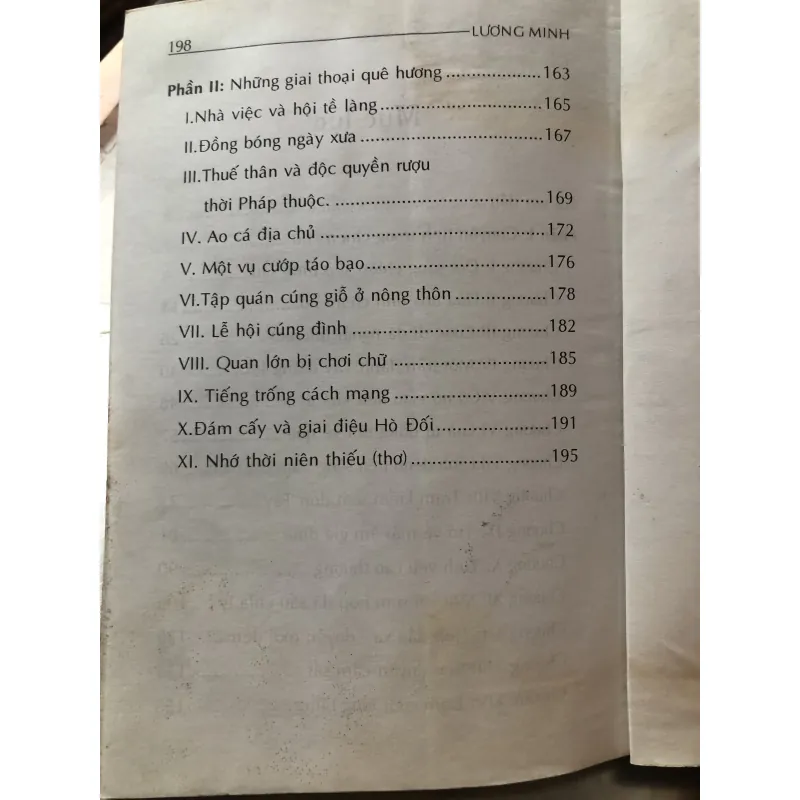 198 LƯƠNG MINH
Phần II: Những giai thoại quê hương ....................163
I.Nhà việc và hội tề làng...................................165
II.Đồng bóng ngày xưa.......................................167
III.Thuế thân và độc quyền rượu
thời Pháp thuộc. ............................................169
IV. Ao cá địa chủ ...............................................172
V. Một vụ cướp táo bạo......................................176
VI.Tập quán cúng giỗ ở nông thôn ....................178
VII. Lễ hội cúng đình .........................................182
VIII. Quan lớn bị chơi chữ .................................185
IX. Tiếng trống cách mạng .................................189
X.Đám cấy và giai điệu Hò Đối........................191
XI. Nhớ thời niên thiếu (thơ).............................195